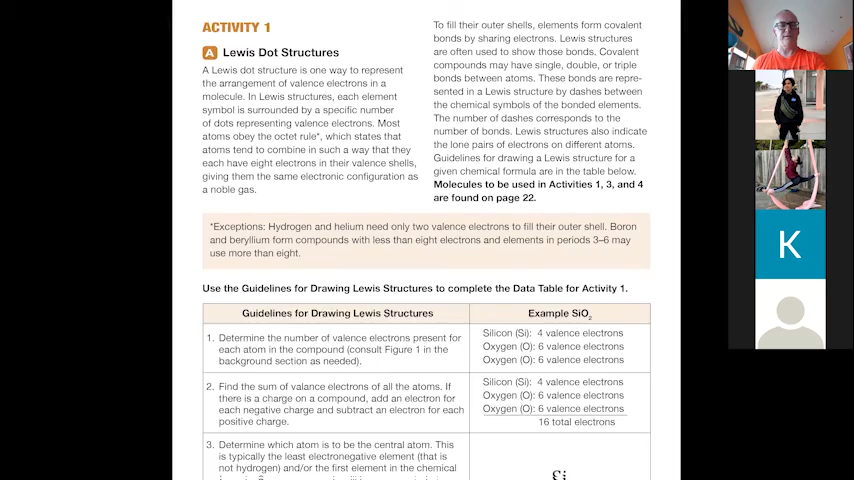 ACTIVITY 1
A Lewis Dot Structures
A Lewis dot structure is one way to represent
the arrangement of valence electrons in a
molecule. In Lewis structures, each element
symbol is surrounded by a specific number
of dots representing valence electrons. Most
atoms obey the octet rule*, which states that
atoms tend to combine in such a way that they
each have eight electrons in their valence shells,
giving them the same electronic configuration as
a noble gas.
To fill their outer shells, elements form covalent
bonds by sharing electrons. Lewis structures
are often used to show those bonds. Covalent
compounds may have single, double, or triple
bonds between atoms. These bonds are repre-
sented in a Lewis structure by dashes between
the chemical symbols of the bonded elements.
The number of dashes corresponds to the
number of bonds. Lewis structures also indicate
the lone pairs of electrons on different atoms.
Guidelines for drawing a Lewis structure for a
given chemical formula are in the table below.
Molecules to be used in Activities 1, 3, and 4
are found on page 22.
*Exceptions: Hydrogen and helium need only two valence electrons to fill their outer shell. Boron
and beryllium form compounds with less than eight electrons and elements in periods 3–6 may
use more than eight.
Use the Guidelines for Drawing Lewis Structures to complete the Data Table for Activity 1.
Guidelines for Drawing Lewis Structures
Example SiO₂
1. Determine the number of valence electrons present for
each atom in the compound (consult Figure 1 in the
background section as needed).
Silicon (Si): 4 valence electrons
Oxygen (O): 6 valence electrons
Oxygen (O): 6 valence electrons
2. Find the sum of valance electrons of all the atoms. If
there is a charge on a compound, add an electron for
each negative charge and subtract an electron for each
positive charge.
Silicon (Si): 4 valence electrons
Oxygen (O): 6 valence electrons
Oxygen (O): 6 valence electrons
16 total electrons
3. Determine which atom is to be the central atom. This
is typically the least electronegative element (that is
not hydrogen) and/or the first element in the chemical
Si
K